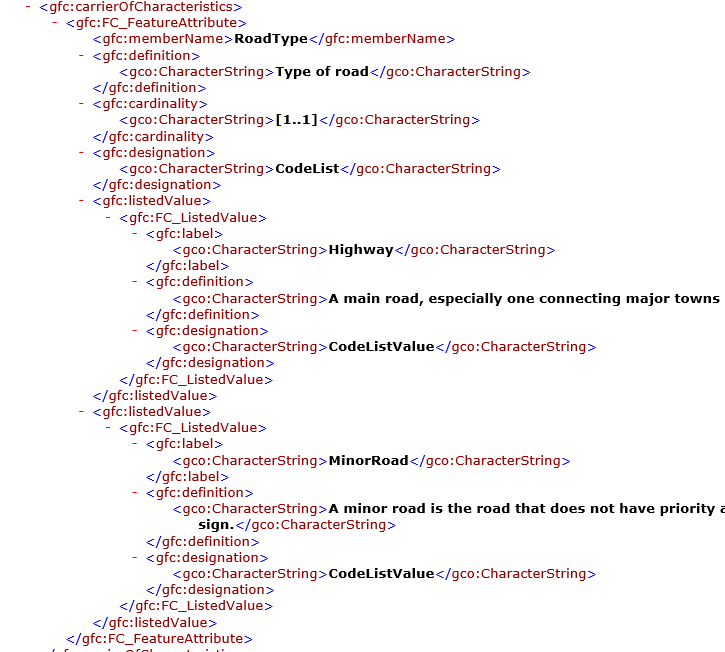 - <gfc:carrierOfCharacteristics>
- <gfc:FC_FeatureAttribute>
<gfc:memberName>RoadType</gfc:memberName>
- <gfc:definition>
<gco:CharacterString>Type of road</gco:CharacterString>
</gfc:definition>
- <gfc:cardinality>
<gco:CharacterString>[1..1]</gco:CharacterString>
</gfc:cardinality>
- <gfc:designation>
<gco:CharacterString>CodeList</gco:CharacterString>
</gfc:designation>
- <gfc:listedValue>
- <gfc:FC_ListedValue>
- <gfc:label>
<gco:CharacterString>Highway</gco:CharacterString>
</gfc:label>
- <gfc:definition>
<gco:CharacterString>A main road, especially one connecting major towns
</gfc:definition>
- <gfc:designation>
<gco:CharacterString>CodeListValue</gco:CharacterString>
</gfc:designation>
</gfc:FC_ListedValue>
</gfc:listedValue>
- <gfc:listedValue>
- <gfc:FC_ListedValue>
- <gfc:label>
<gco:CharacterString>MinorRoad</gco:CharacterString>
</gfc:label>
- <gfc:definition>
<gco:CharacterString>A minor road is the road that does not have priority
sign.</gco:CharacterString>
</gfc:definition>
- <gfc:designation>
<gco:CharacterString>CodeListValue</gco:CharacterString>
</gfc:designation>
</gfc:FC_ListedValue>
</gfc:listedValue>
</gfc:FC_FeatureAttribute>